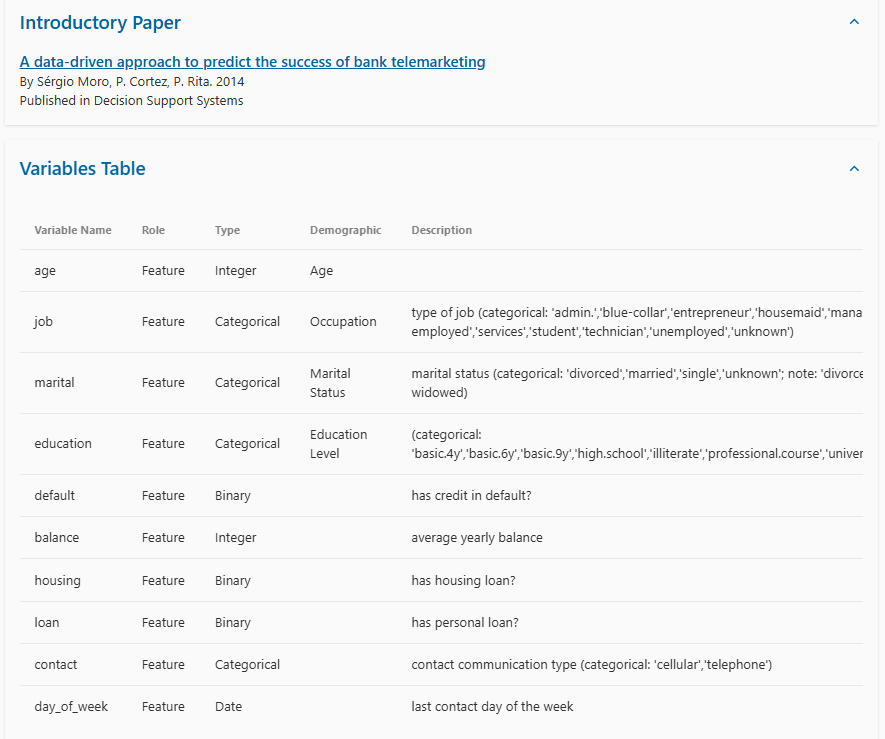 Introductory Paper
A data-driven approach to predict the success of bank telemarketing
By Sérgio Moro, P. Cortez, P. Rita. 2014
Published in Decision Support Systems
Variables Table
Variable Name Role Type Demographic Description
age Feature Integer Age
job Feature Categorical Occupation type of job (categorical: 'admin.','blue-collar','entrepreneur','housemaid','mana
employed','services','student','technician','unemployed','unknown')
marital Feature Categorical Marital Status marital status (categorical: 'divorced','married','single','unknown'; note: 'divorce
widowed)
education Feature Categorical Education Level (categorical:
'basic.4y','basic.6y','basic.9y','high.school','illiterate','professional.course','univer
default Feature Binary has credit in default?
balance Feature Integer average yearly balance
housing Feature Binary has housing loan?
loan Feature Binary has personal loan?
contact Feature Categorical contact communication type (categorical: 'cellular','telephone')
day_of_week Feature Date last contact day of the week